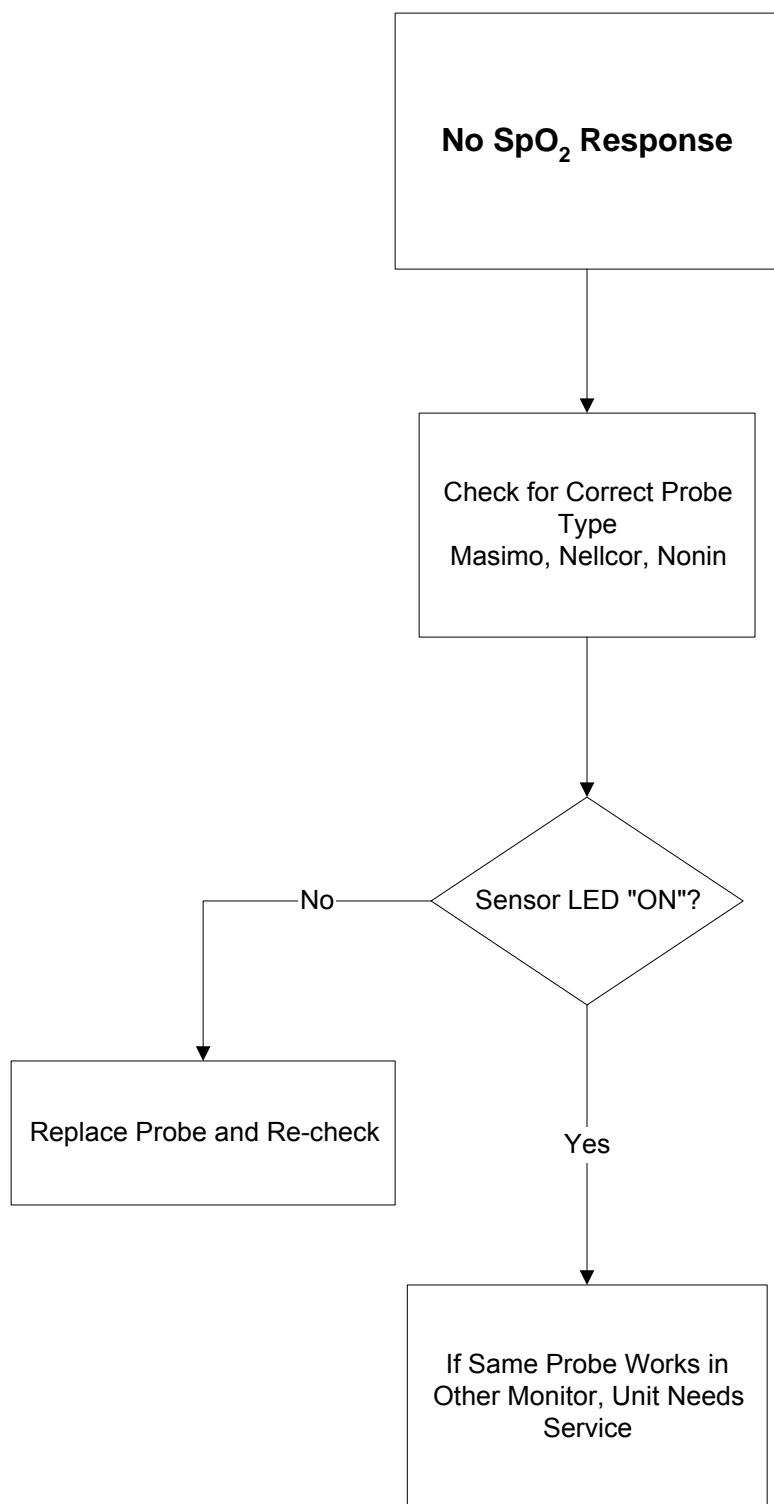 No SpO₂ Response
Check for Correct Probe
Type
Masimo, Nellcor, Nonin
Sensor LED "ON"?
No
Replace Probe and Re-check
Yes
If Same Probe Works in
Other Monitor, Unit Needs
Service